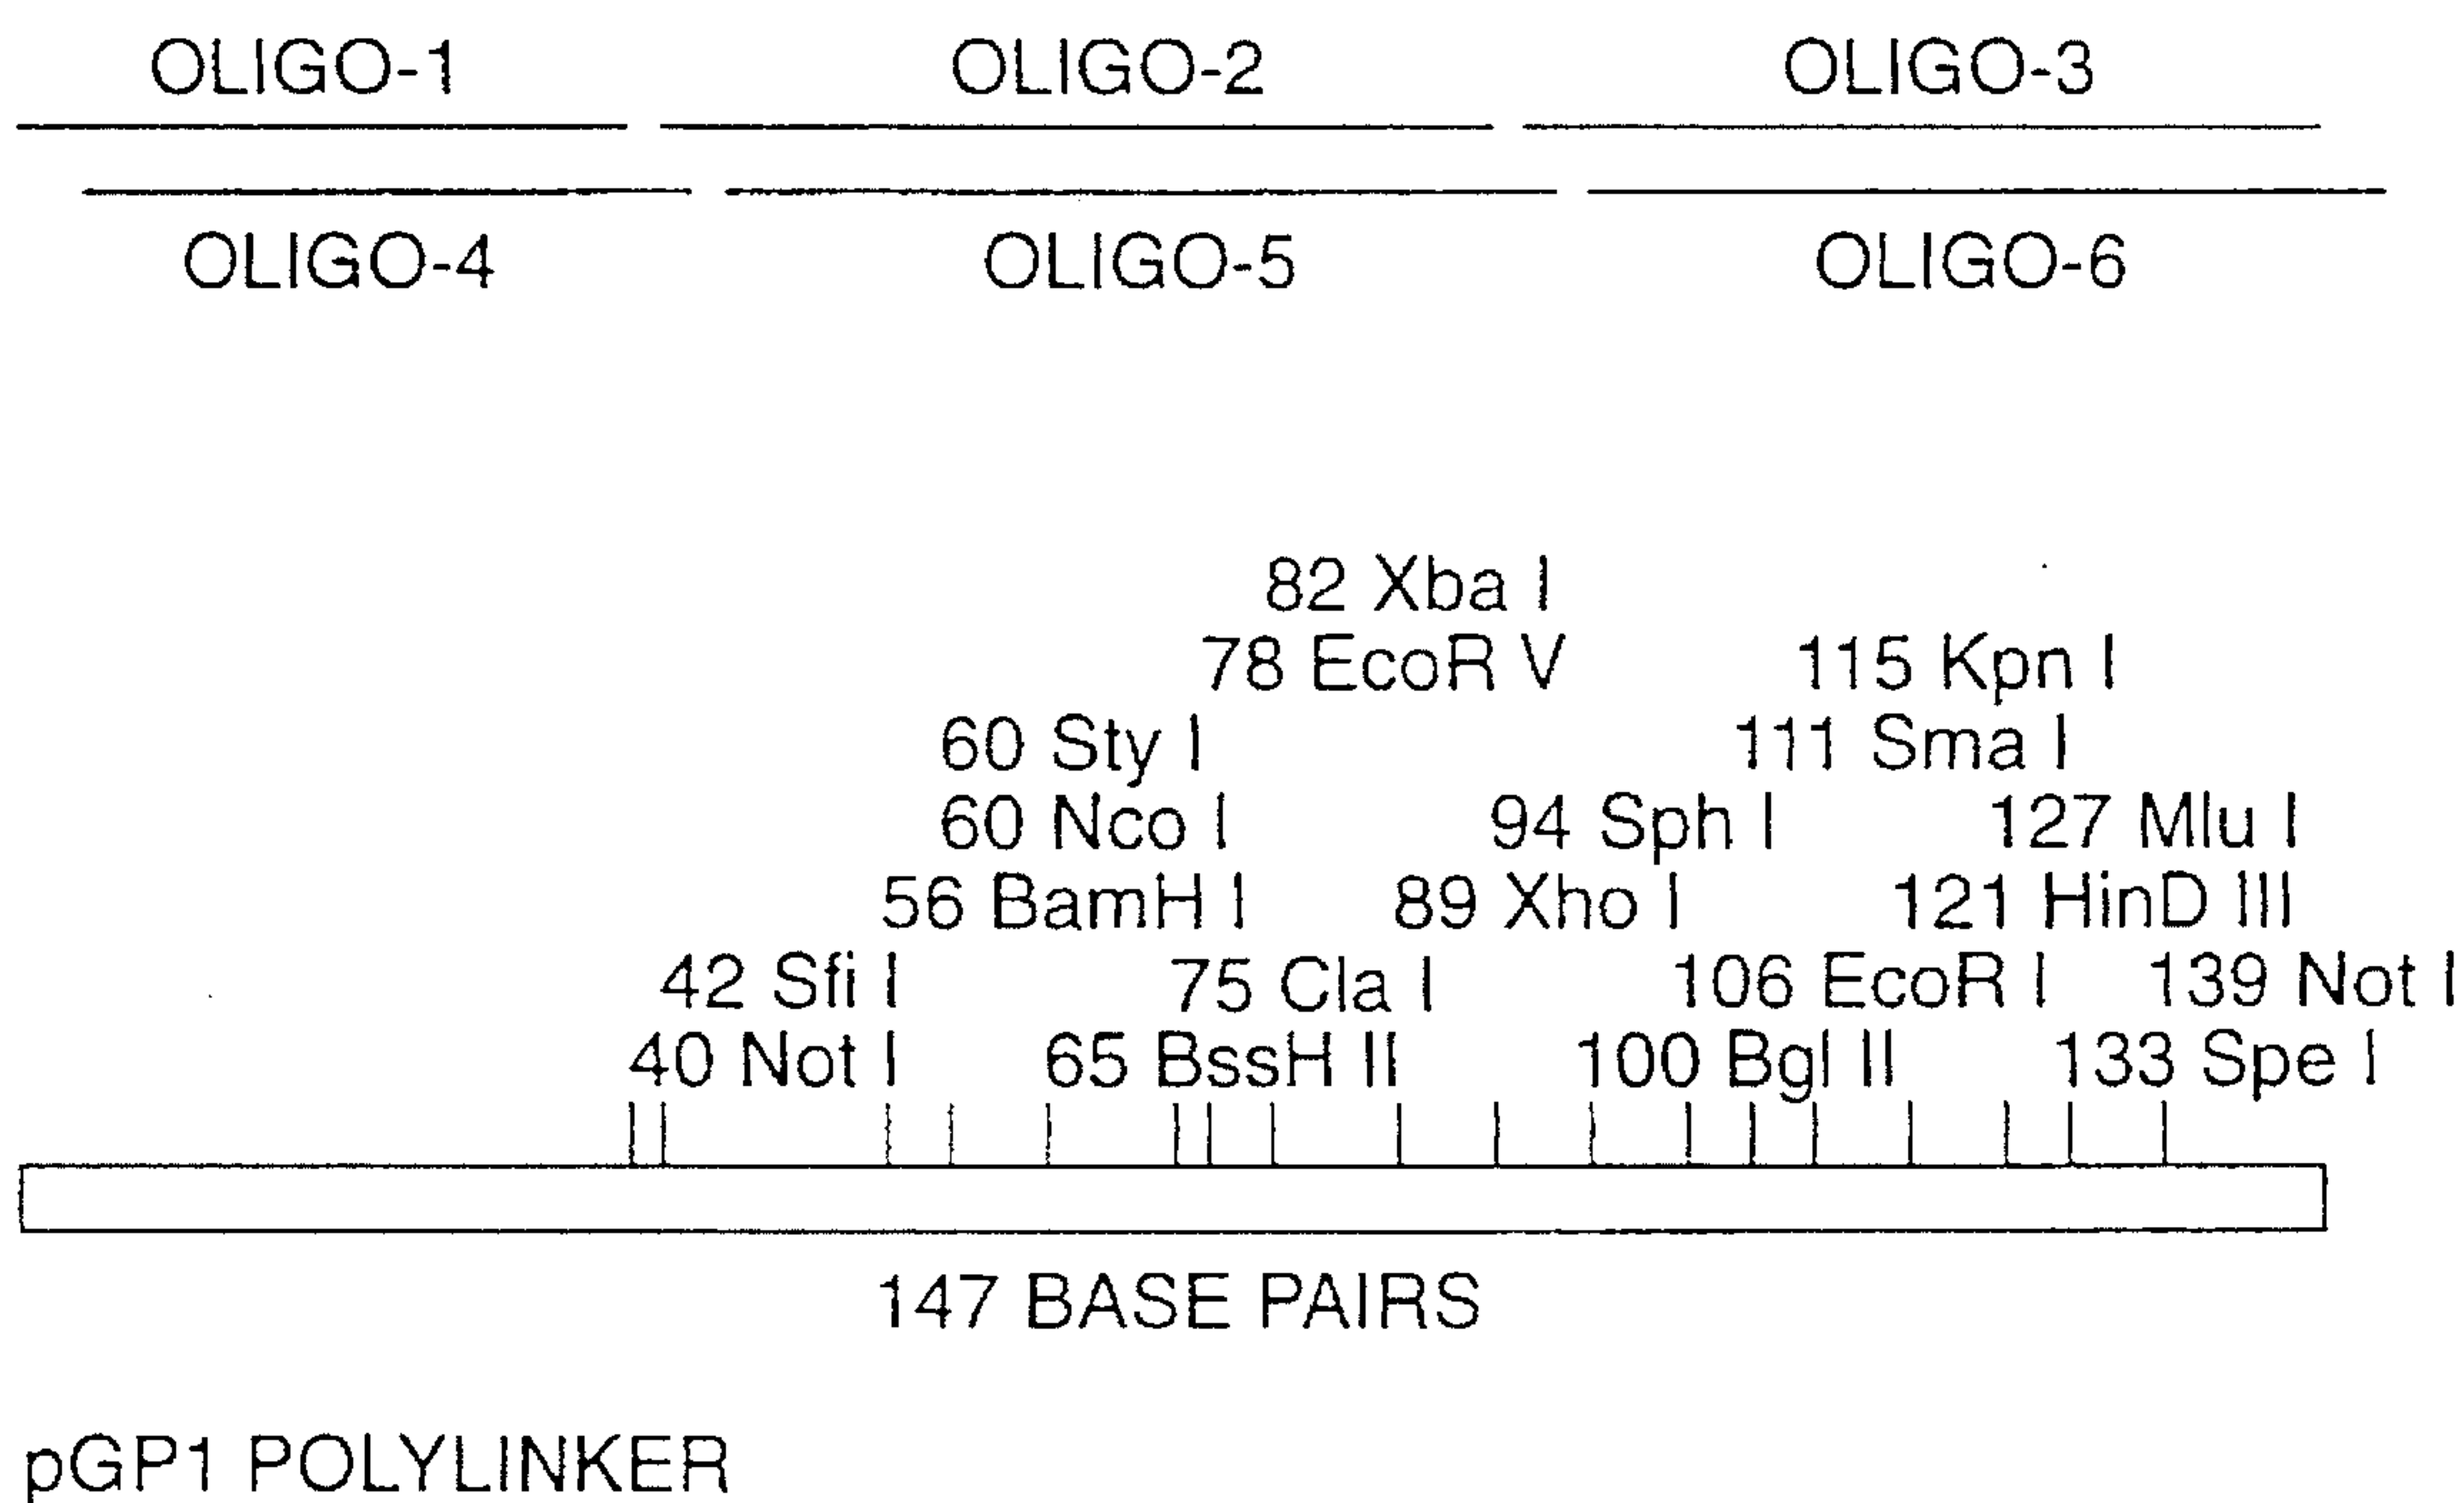 OLIGO-1 OLIGO-2 OLIGO-3
OLIGO-4 OLIGO-5 OLIGO-6
82 Xba I
78 EcoR V 115 Kpn I
60 Sty I 111 Sma I
60 Nco I 94 Sph I 127 Mlu I
56 BamH I 89 Xho I 121 HinD III
42 Sfi I 75 Cla I 106 EcoR I 139 Not I
40 Not I 65 BssH II 100 Bgl II 133 Spe I
147 BASE PAIRS
pGP1 POLYLINKER